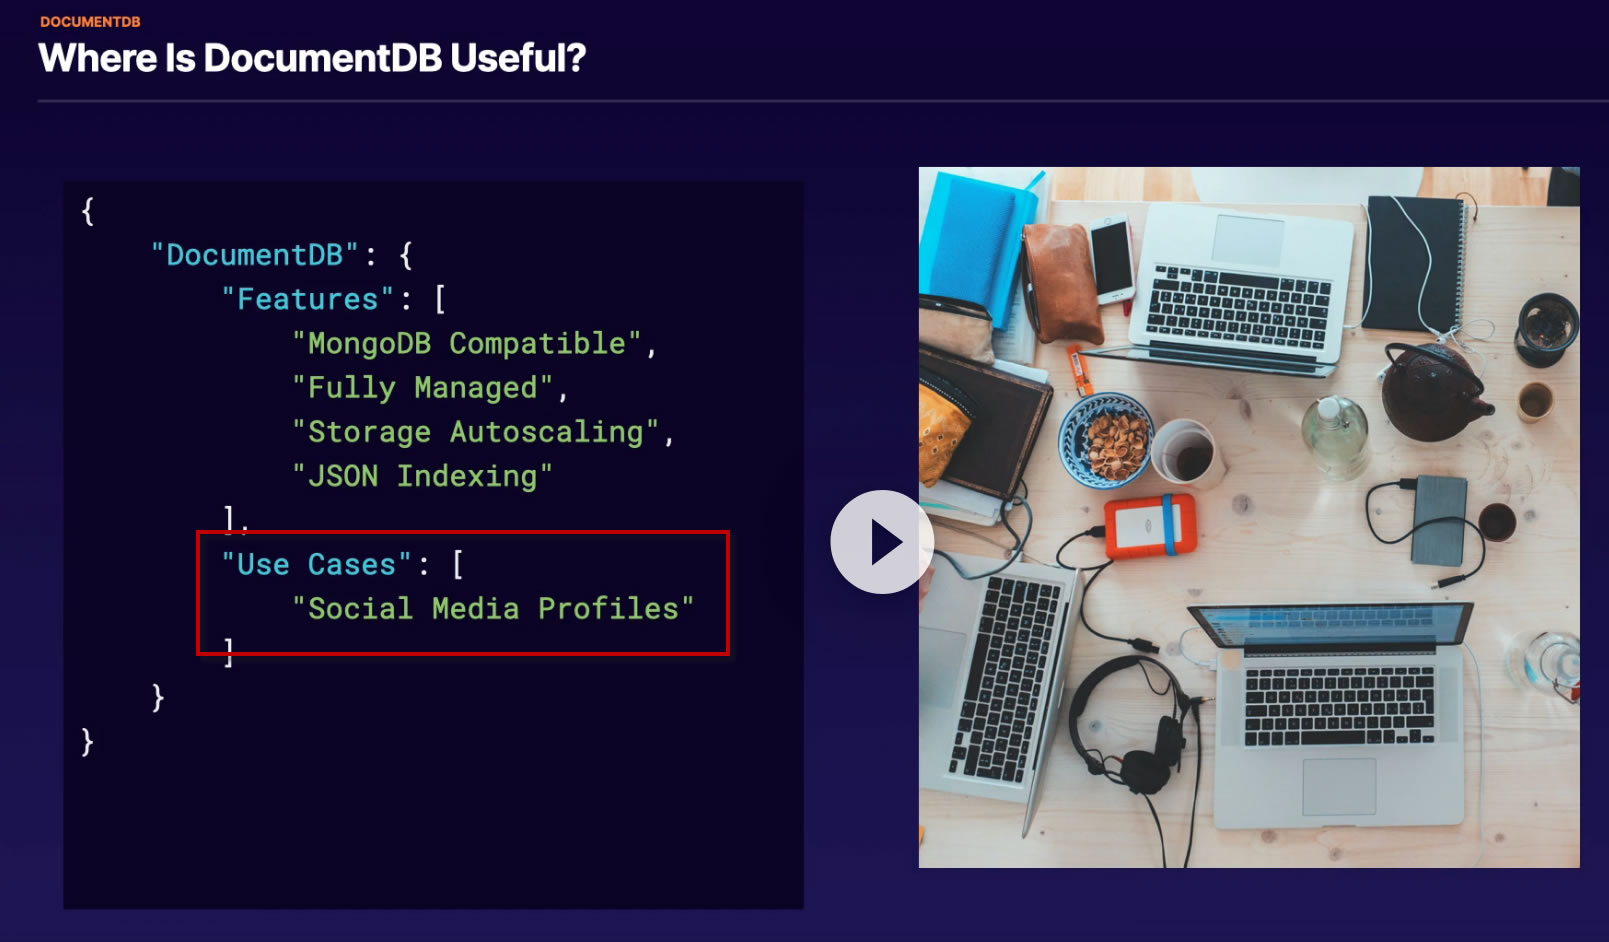 DOCUMENTDB
Where Is DocumentDB Useful?
{
"DocumentDB": {
"Features": [
"MongoDB Compatible",
"Fully Managed",
"Storage Autoscaling",
"JSON Indexing"
],
"Use Cases": [
"Social Media Profiles"
]
}
}